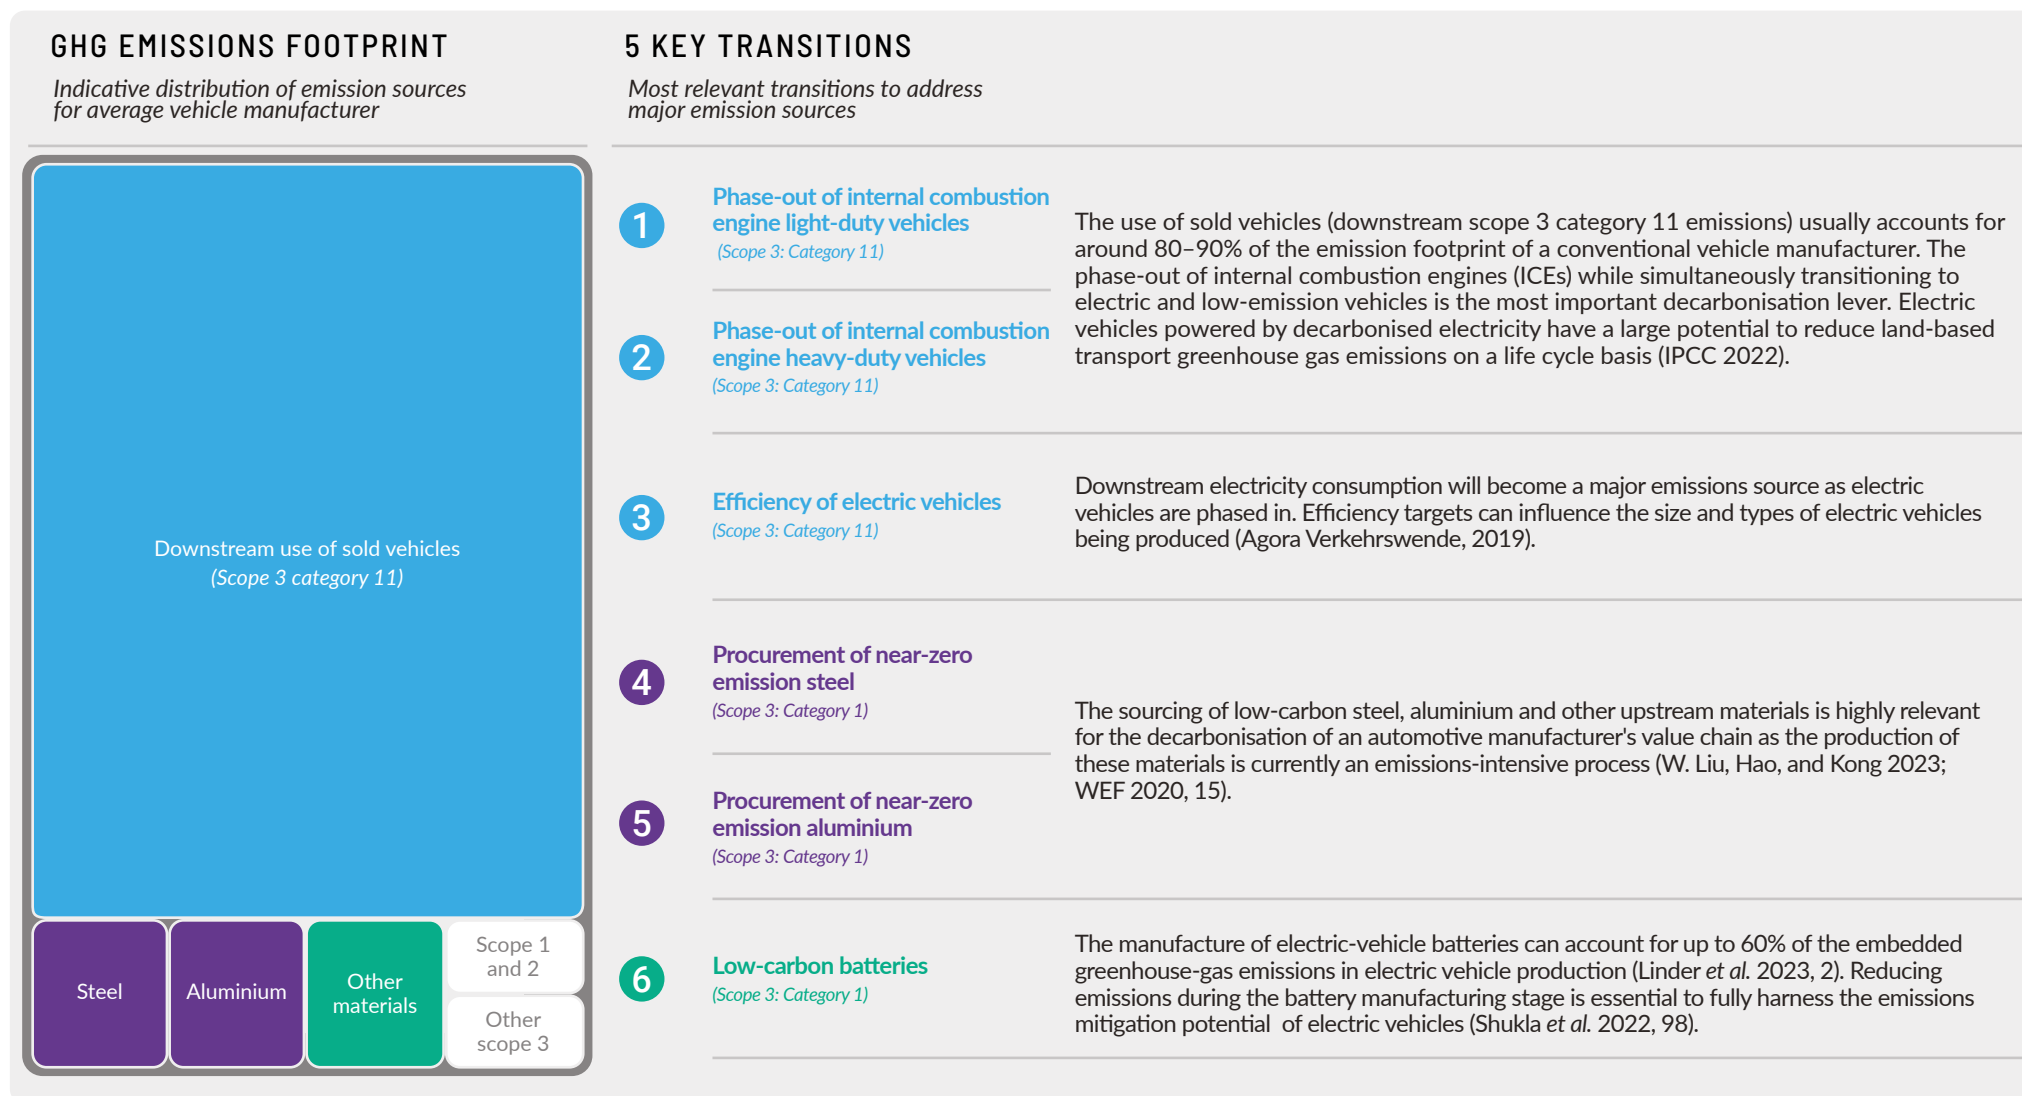 GHG EMISSIONS FOOTPRINT
Indicative distribution of emission sources
for average vehicle manufacturer
Downstream use of sold vehicles
(Scope 3 category 11)
Steel
Aluminium
Other
materials
Scope 1
and 2
Other
scope 3
5 KEY TRANSITIONS
Most relevant transitions to address
major emission sources
1
Phase-out of internal combustion
engine light-duty vehicles
(Scope 3: Category 11)
2
Phase-out of internal combustion
engine heavy-duty vehicles
(Scope 3: Category 11)
The use of sold vehicles (downstream scope 3 category 11 emissions) usually accounts for
around 80–90% of the emission footprint of a conventional vehicle manufacturer. The
phase-out of internal combustion engines (ICEs) while simultaneously transitioning to
electric and low-emission vehicles is the most important decarbonisation lever. Electric
vehicles powered by decarbonised electricity have a large potential to reduce land-based
transport greenhouse gas emissions on a life cycle basis (IPCC 2022).
3
Efficiency of electric vehicles
(Scope 3: Category 11)
Downstream electricity consumption will become a major emissions source as electric
vehicles are phased in. Efficiency targets can influence the size and types of electric vehicles
being produced (Agora Verkehrswende, 2019).
4
Procurement of near-zero
emission steel
(Scope 3: Category 1)
5
Procurement of near-zero
emission aluminium
(Scope 3: Category 1)
The sourcing of low-carbon steel, aluminium and other upstream materials is highly relevant
for the decarbonisation of an automotive manufacturer's value chain as the production of
these materials is currently an emissions-intensive process (W. Liu, Hao, and Kong 2023;
WEF 2020, 15).
6
Low-carbon batteries
(Scope 3: Category 1)
The manufacture of electric-vehicle batteries can account for up to 60% of the embedded
greenhouse-gas emissions in electric vehicle production (Linder et al. 2023, 2). Reducing
emissions during the battery manufacturing stage is essential to fully harness the emissions
mitigation potential  of electric vehicles (Shukla et al. 2022, 98).